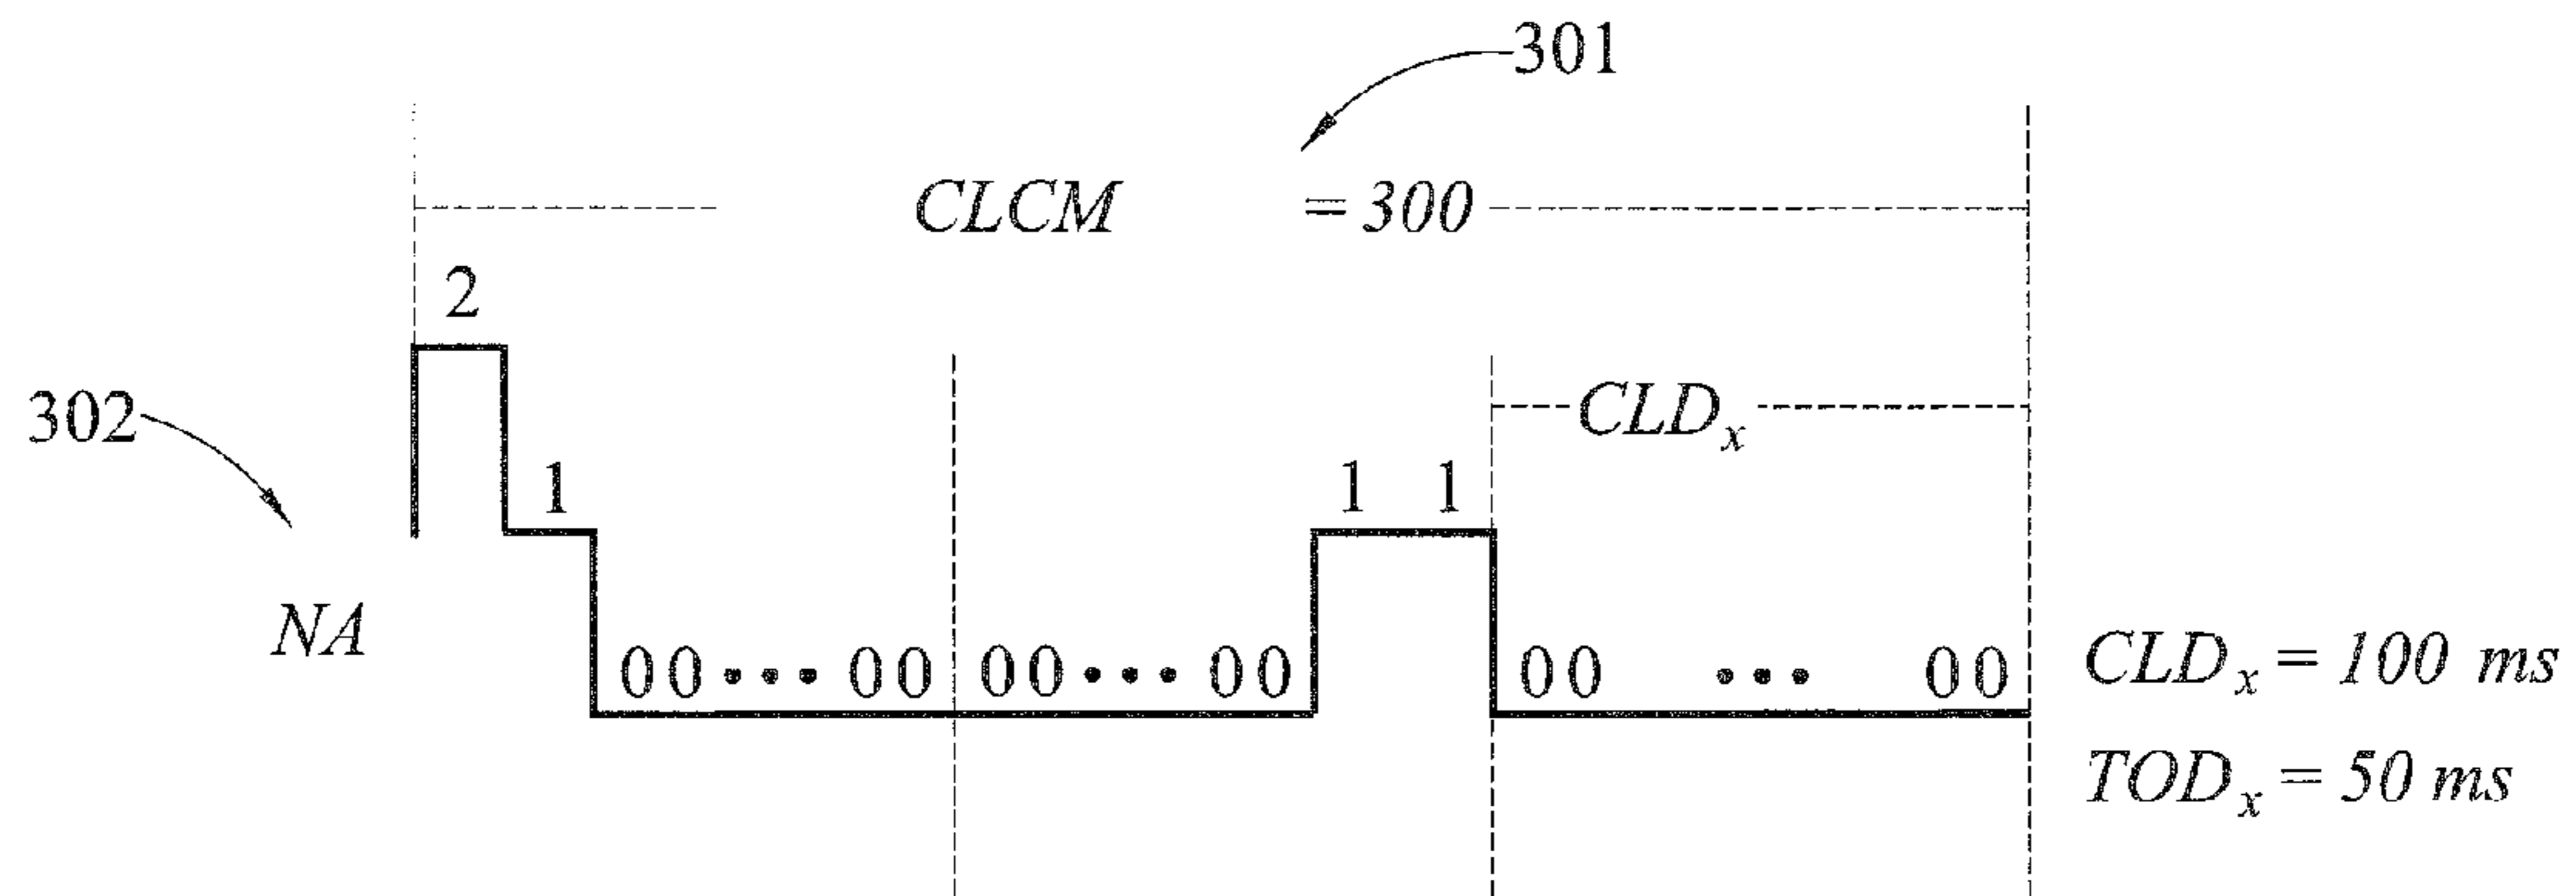 301
CLCM = 300
2
302
CLDx
1
1 1
NA
00•••00 00•••00 00 ••• 00
CLDx = 100 ms
TODx = 50 ms